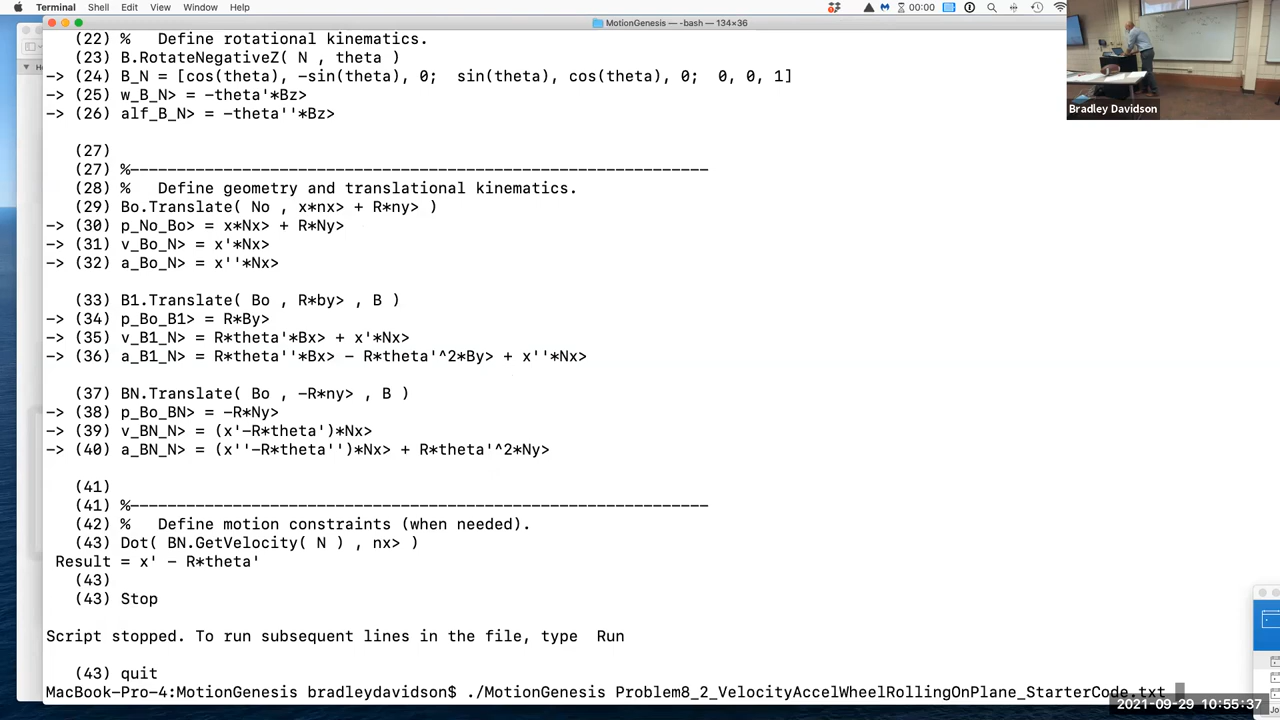 Terminal Shell Edit View Window Help 00:00
MotionGenesis — -bash — 134×36
(22) % Define rotational kinematics.
(23) B.RotateNegativeZ( N , theta )
-> (24) B_N = [cos(theta), -sin(theta), 0; sin(theta), cos(theta), 0; 0, 0, 1]
-> (25) w_B_N> = -theta'*Bz>
-> (26) alf_B_N> = -theta''*Bz>
(27)
(27) %--------------------------------------------------------------
(28) % Define geometry and translational kinematics.
(29) Bo.Translate( No , x*nx> + R*ny> )
-> (30) p_No_Bo> = x*Nx> + R*Ny>
-> (31) v_Bo_N> = x'*Nx>
-> (32) a_Bo_N> = x''*Nx>
(33) B1.Translate( Bo , R*by> , B )
-> (34) p_Bo_B1> = R*By>
-> (35) v_B1_N> = R*theta'*Bx> + x'*Nx>
-> (36) a_B1_N> = R*theta''*Bx> - R*theta'^2*By> + x''*Nx>
(37) BN.Translate( Bo , -R*ny> , B )
-> (38) p_Bo_BN> = -R*Ny>
-> (39) v_BN_N> = (x'-R*theta')*Nx>
-> (40) a_BN_N> = (x''-R*theta'')*Nx> + R*theta'^2*Ny>
(41)
(41) %--------------------------------------------------------------
(42) % Define motion constraints (when needed).
(43) Dot( BN.GetVelocity( N ) , nx> )
Result = x' - R*theta'
(43)
(43) Stop
Script stopped. To run subsequent lines in the file, type Run
(43) quit
MacBook-Pro-4:MotionGenesis bradleydavidson$ ./MotionGenesis Problem8_2_VelocityAccelWheelRollingOnPlane_StarterCode.txt
Bradley Davidson
2021-09-29 10:55:37